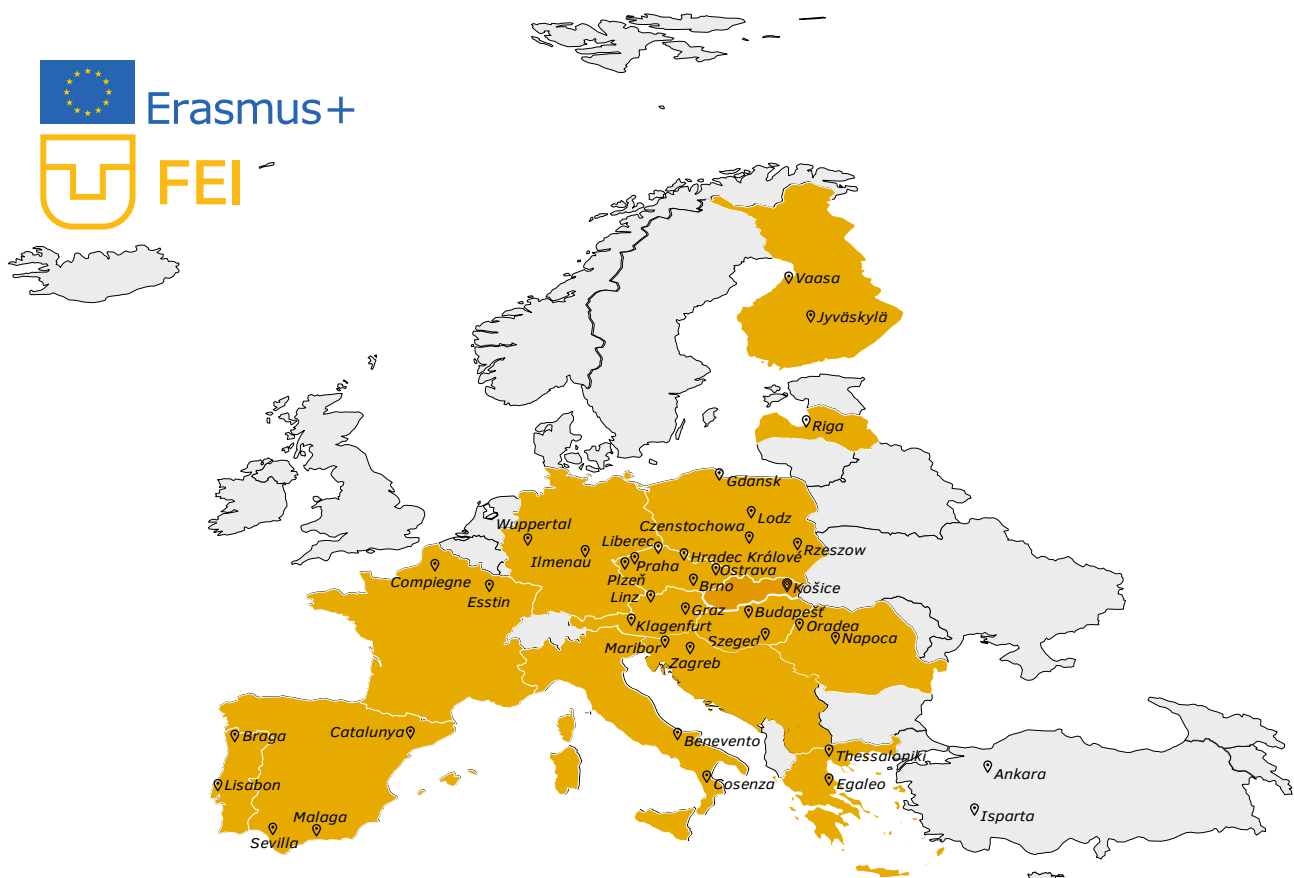 Erasmus+
FEI
Vaasa
Jyväskylä
Riga
Gdansk
Lodz
Czenstochowa
Wuppertal
Liberec
Rzeszow
Hradec Králové
Ilmenau
Praha
Ostrava
Compiegne
Plzeň
Brno
Košice
Esstin
Linz
Graz
Budapešť
Klagenfurt
Oradea
Szeged
Napoca
Maribor
Zagreb
Catalunya
Braga
Benevento
Thessaloniki
Ankara
Lisabon
Cosenza
Egaleo
Malaga
Isparta
Sevilla